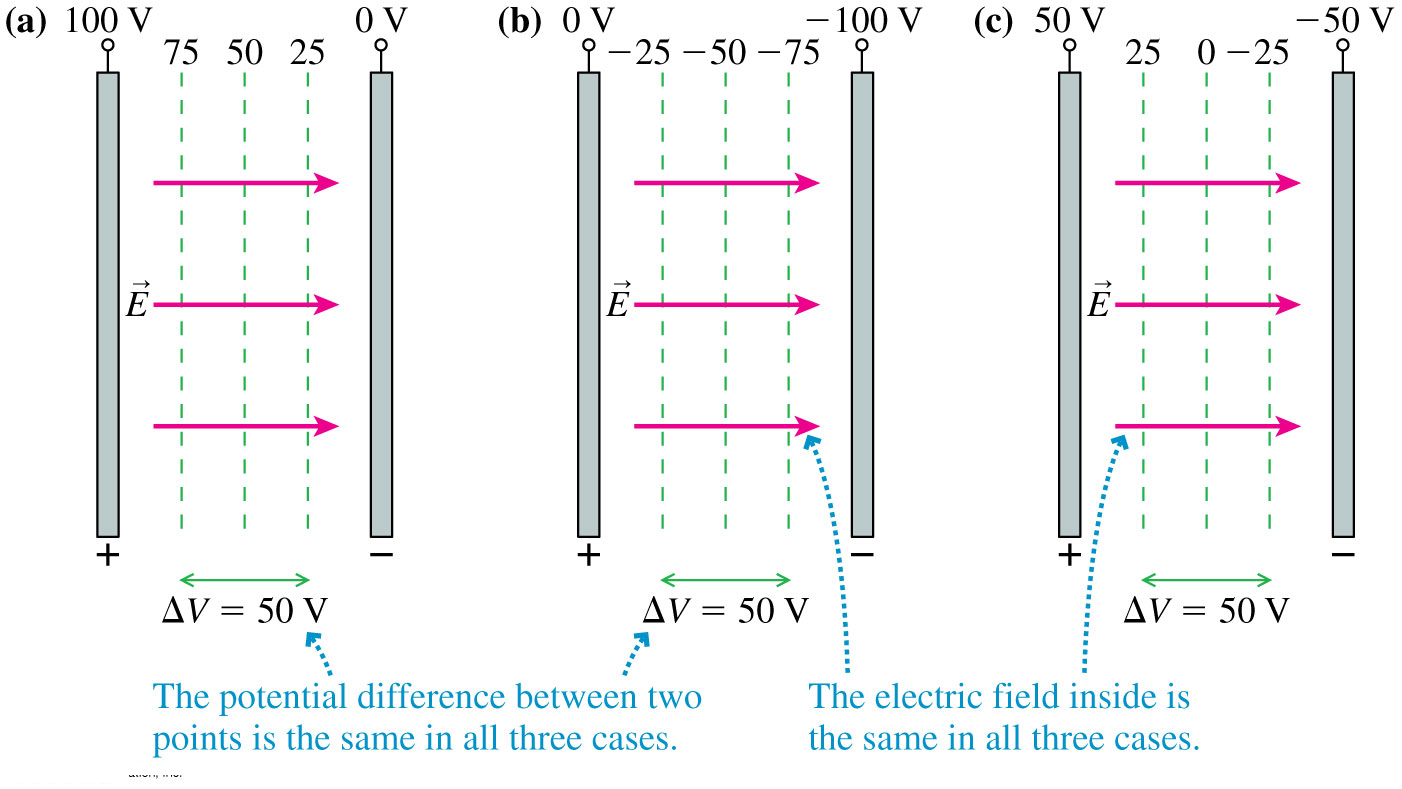 (a) 100 V 0 V (b) 0 V −100 V (c) 50 V −50 V
75 50 25 −25 −50 −75 25 0 −25
E⃗ E⃗ E⃗
+ − + − + −
ΔV = 50 V ΔV = 50 V ΔV = 50 V
The potential difference between two
points is the same in all three cases.
The electric field inside is
the same in all three cases.